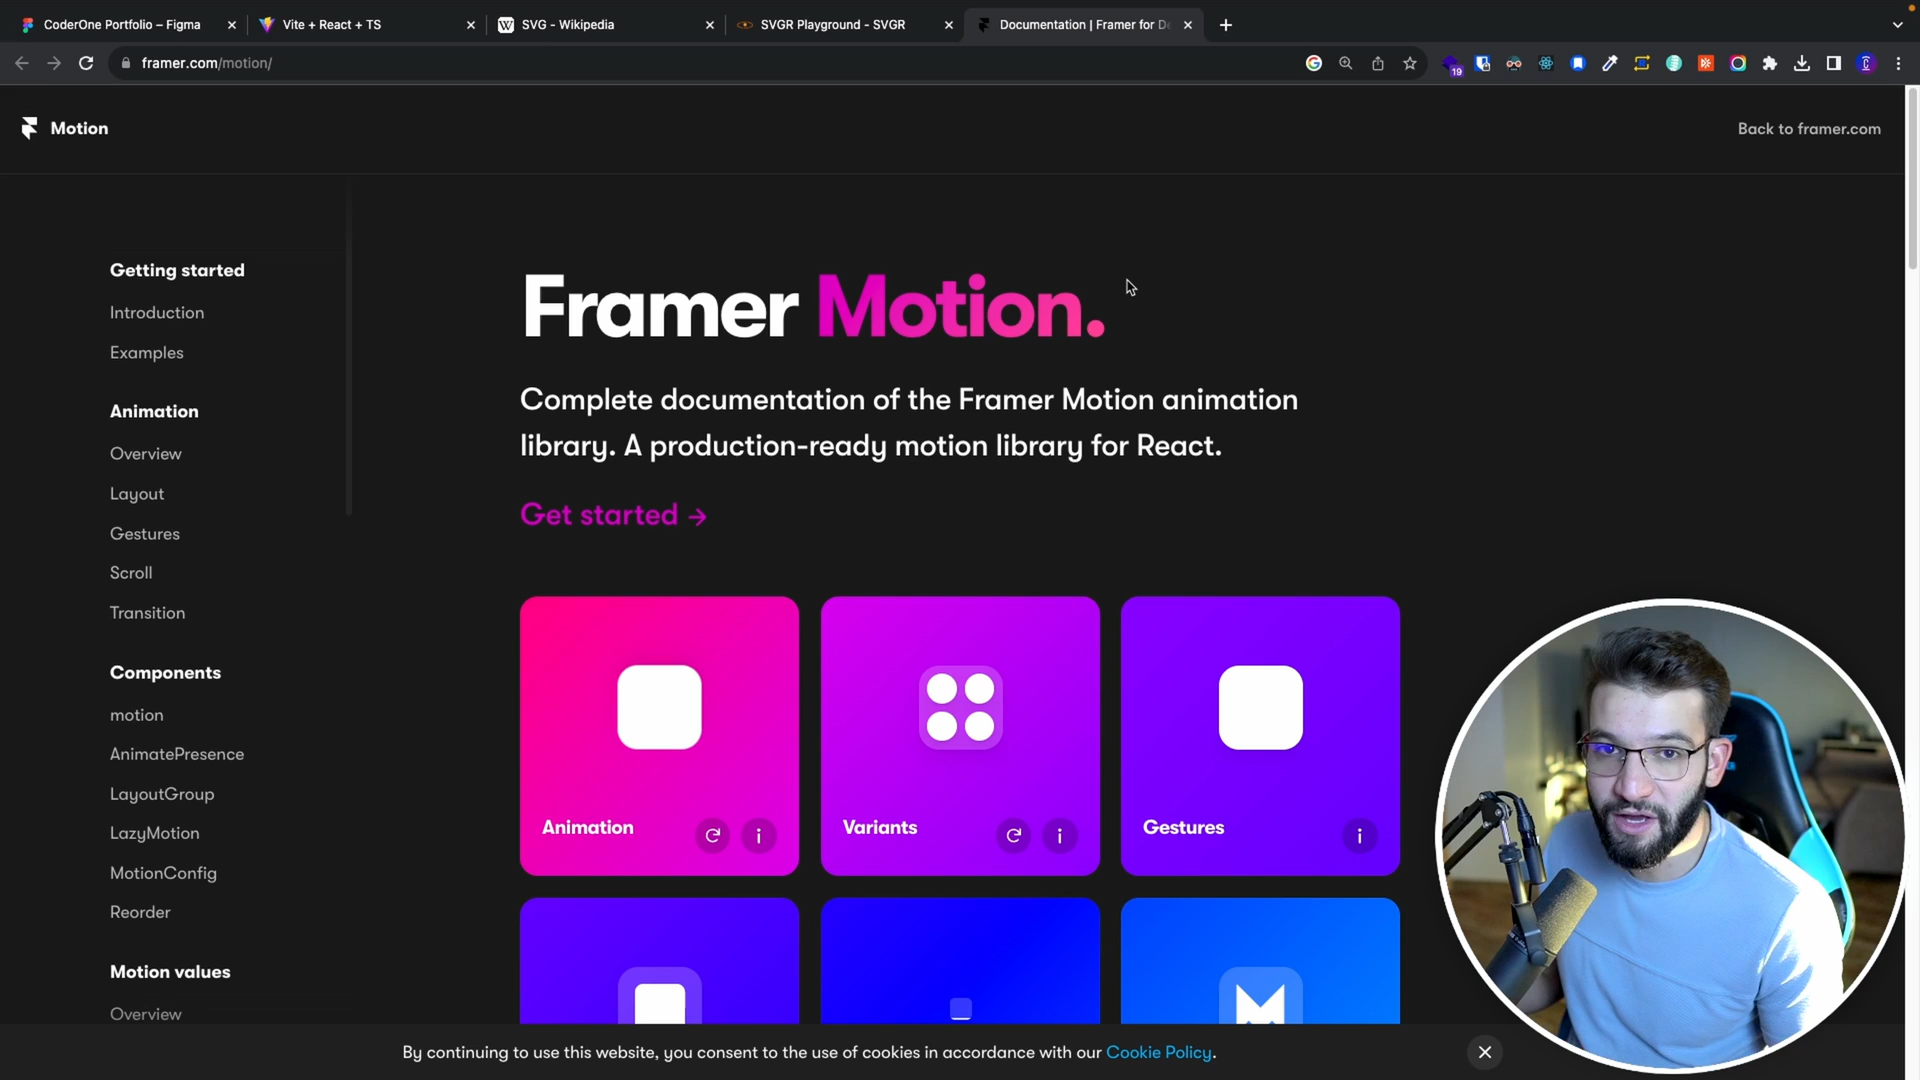 CoderOne Portfolio – Figma
Vite + React + TS
SVG - Wikipedia
SVGR Playground - SVGR
Documentation | Framer for De
framer.com/motion/
19
Motion
Back to framer.com
Getting started
Introduction
Examples
Animation
Overview
Layout
Gestures
Scroll
Transition
Components
motion
AnimatePresence
LayoutGroup
LazyMotion
MotionConfig
Reorder
Motion values
Overview
Framer Motion.
Complete documentation of the Framer Motion animation
library. A production-ready motion library for React.
Get started →
Animation
Variants
Gestures
By continuing to use this website, you consent to the use of cookies in accordance with our Cookie Policy.